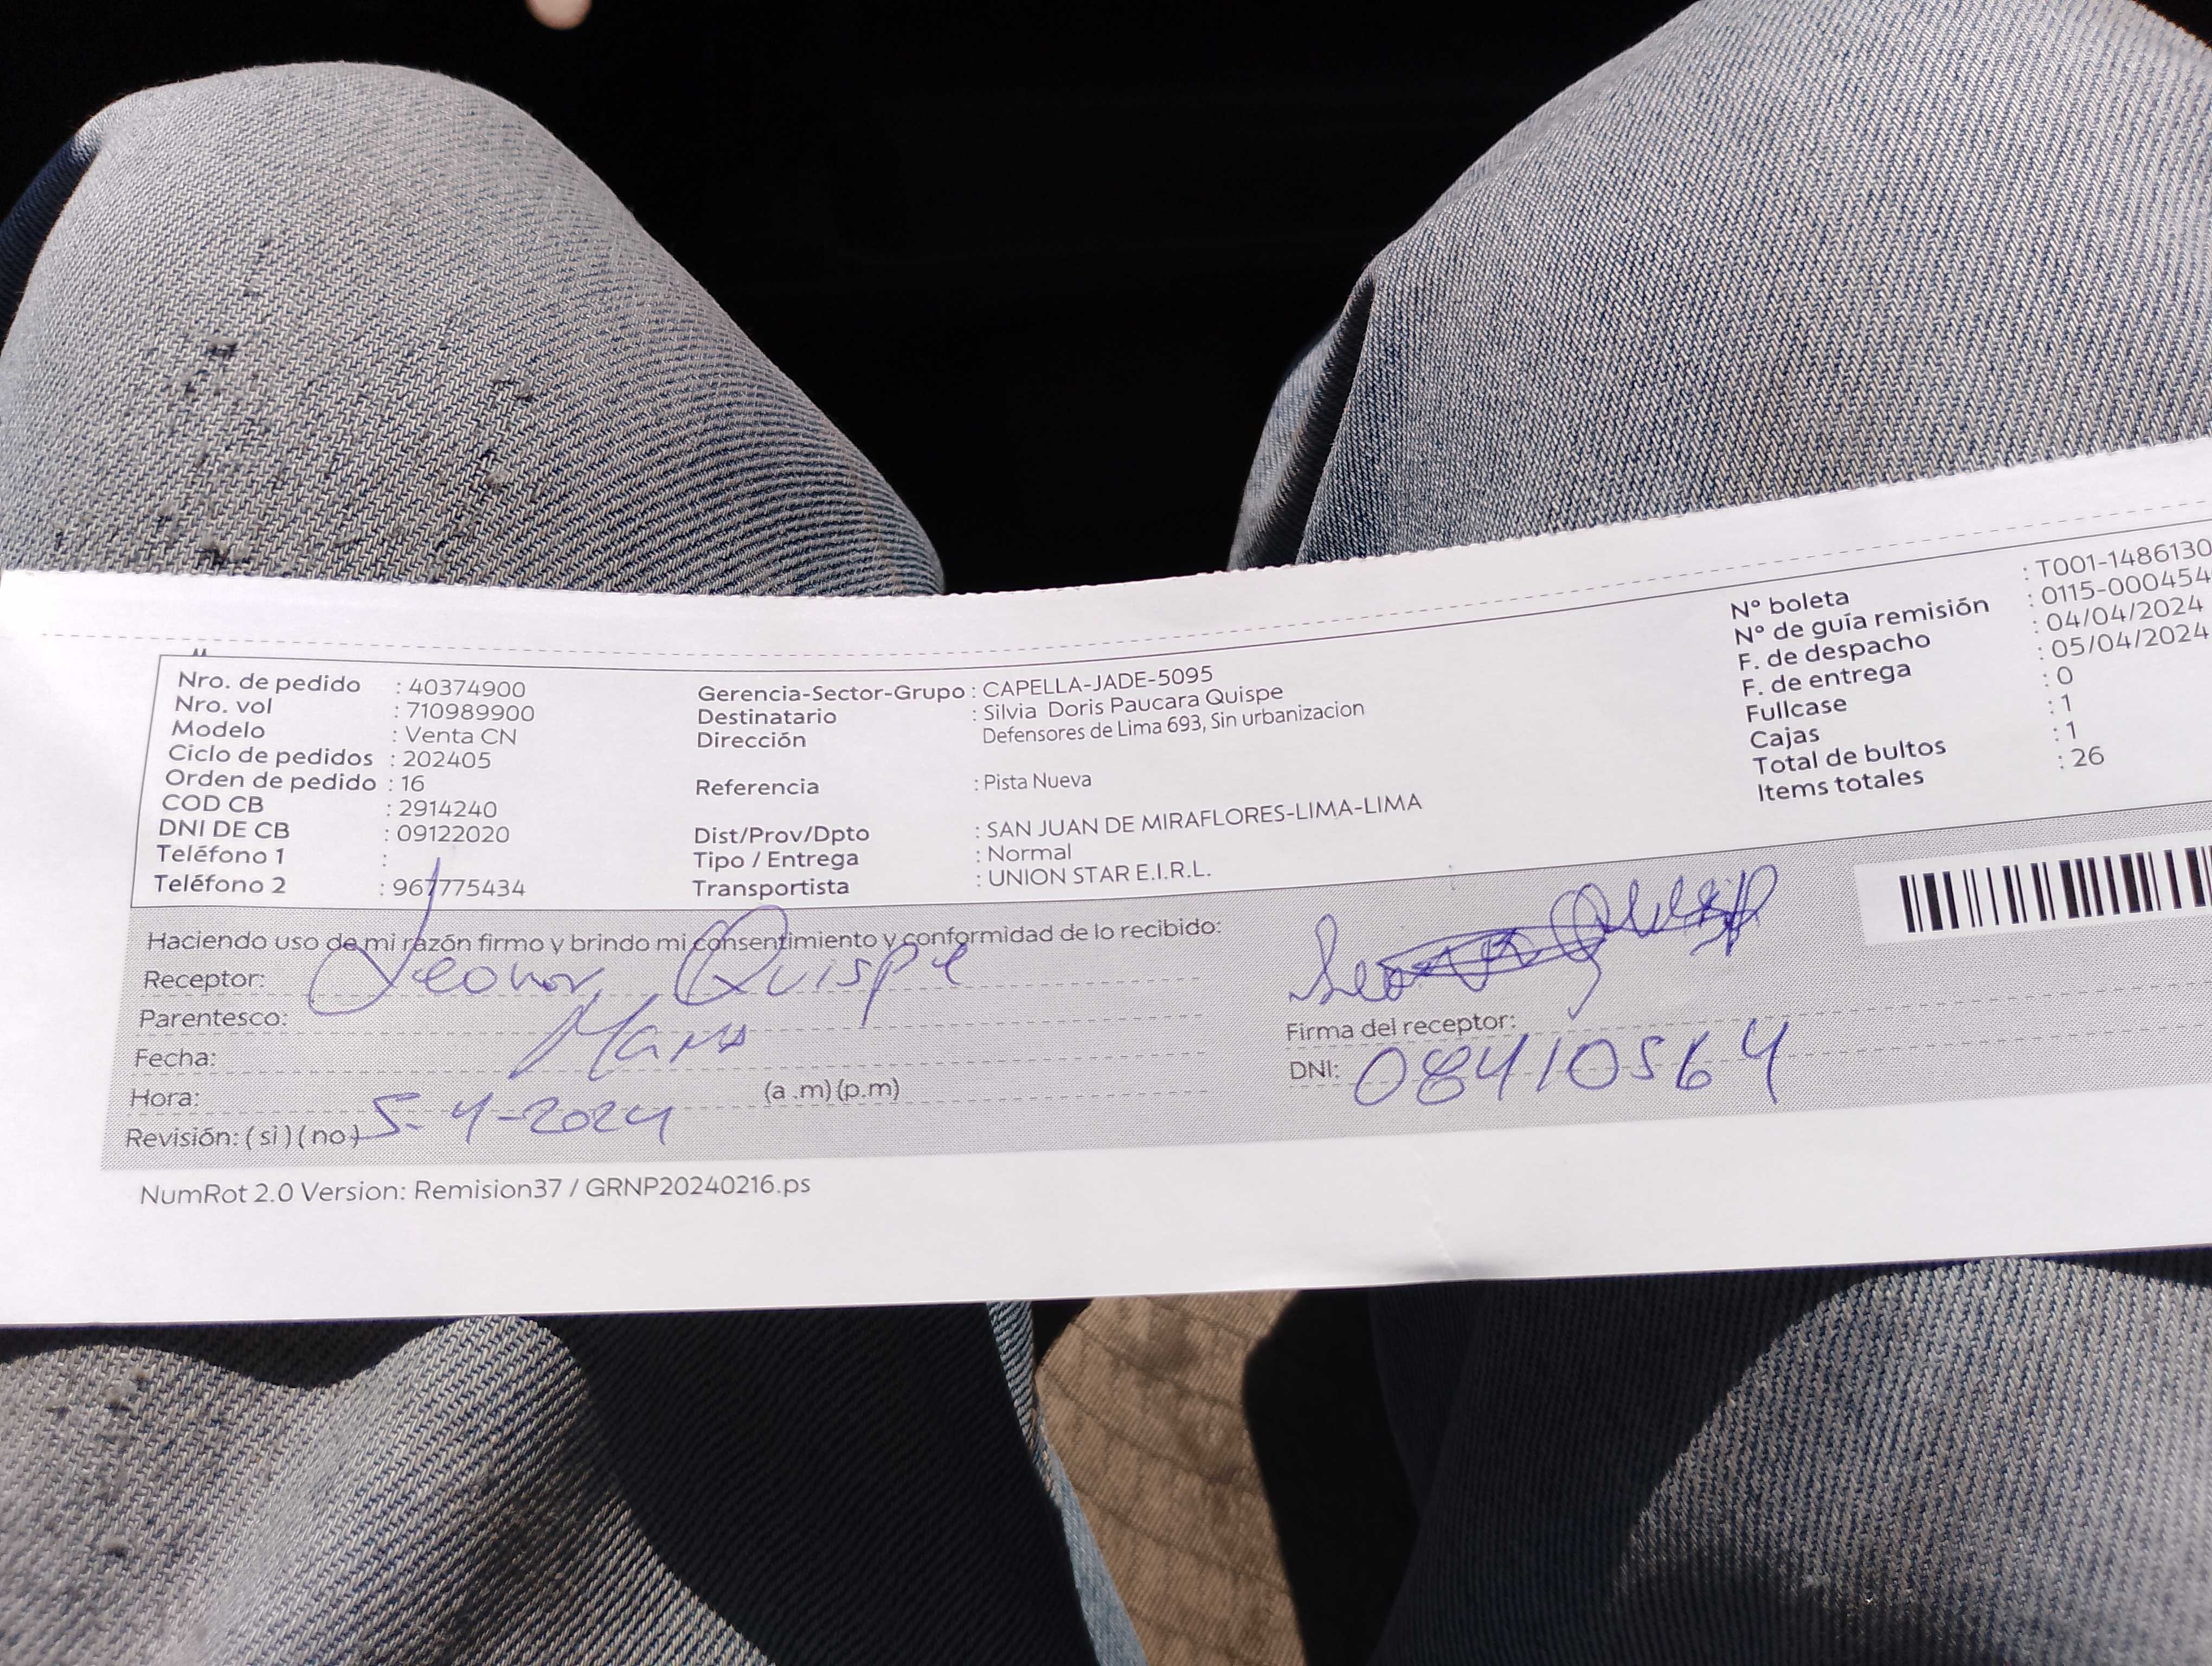 Nro. de pedido : 40374900
Nro. vol : 710989900
Modelo : Venta CN
Ciclo de pedidos : 202405
Orden de pedido : 16
COD CB : 2914240
DNI DE CB : 09122020
Teléfono 1 :
Teléfono 2 : 967775434
Gerencia-Sector-Grupo : CAPELLA-JADE-5095
Destinatario : Silvia Doris Paucara Quispe
Dirección Defensores de Lima 693, Sin urbanizacion
Referencia : Pista Nueva
Dist/Prov/Dpto : SAN JUAN DE MIRAFLORES-LIMA-LIMA
Tipo / Entrega : Normal
Transportista : UNION STAR E.I.R.L.
Nº boleta : T001-1486130
Nº de guía remisión : 0115-000454
F. de despacho : 04/04/2024
F. de entrega : 05/04/2024
Fullcase : 0
Cajas : 1
Total de bultos : 1
Items totales : 26
Haciendo uso de mi razón firmo y brindo mi consentimiento y conformidad de lo recibido:
Receptor: Leonor Quispe
Parentesco: Mama
Fecha:
Hora: (a .m) (p.m)
Revisión: ( si ) ( no ) 5-4-2024
Firma del receptor:
DNI: 08410564
NumRot 2.0 Version: Remision37 / GRNP20240216.ps